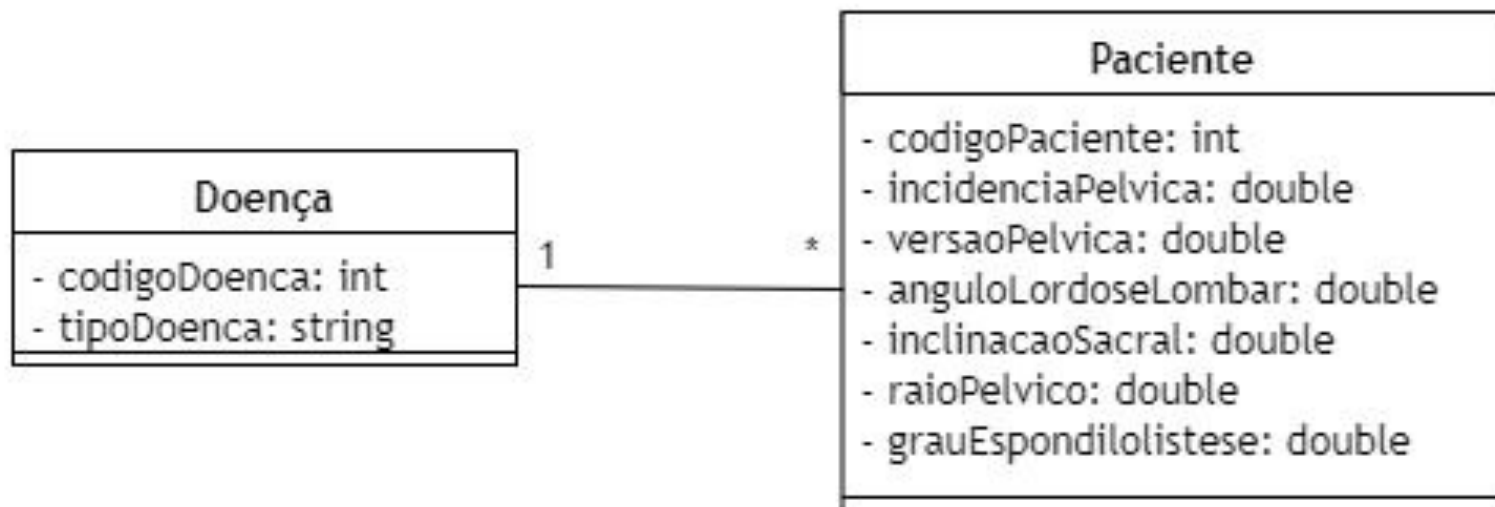 Doença
- codigoDoenca: int
- tipoDoenca: string
1
*
Paciente
- codigoPaciente: int
- incidenciaPelvica: double
- versaoPelvica: double
- anguloLordoseLombar: double
- inclinacaoSacral: double
- raioPelvico: double
- grauEspondilolistese: double